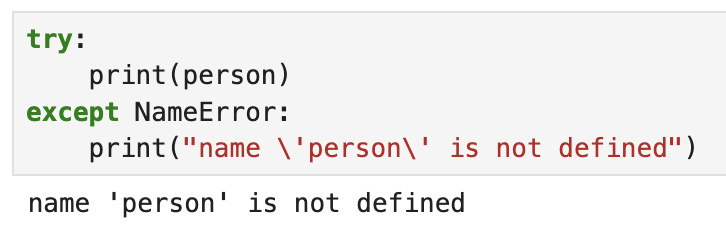 try:
    print(person)
except NameError:
    print("name \'person\' is not defined")
name 'person' is not defined